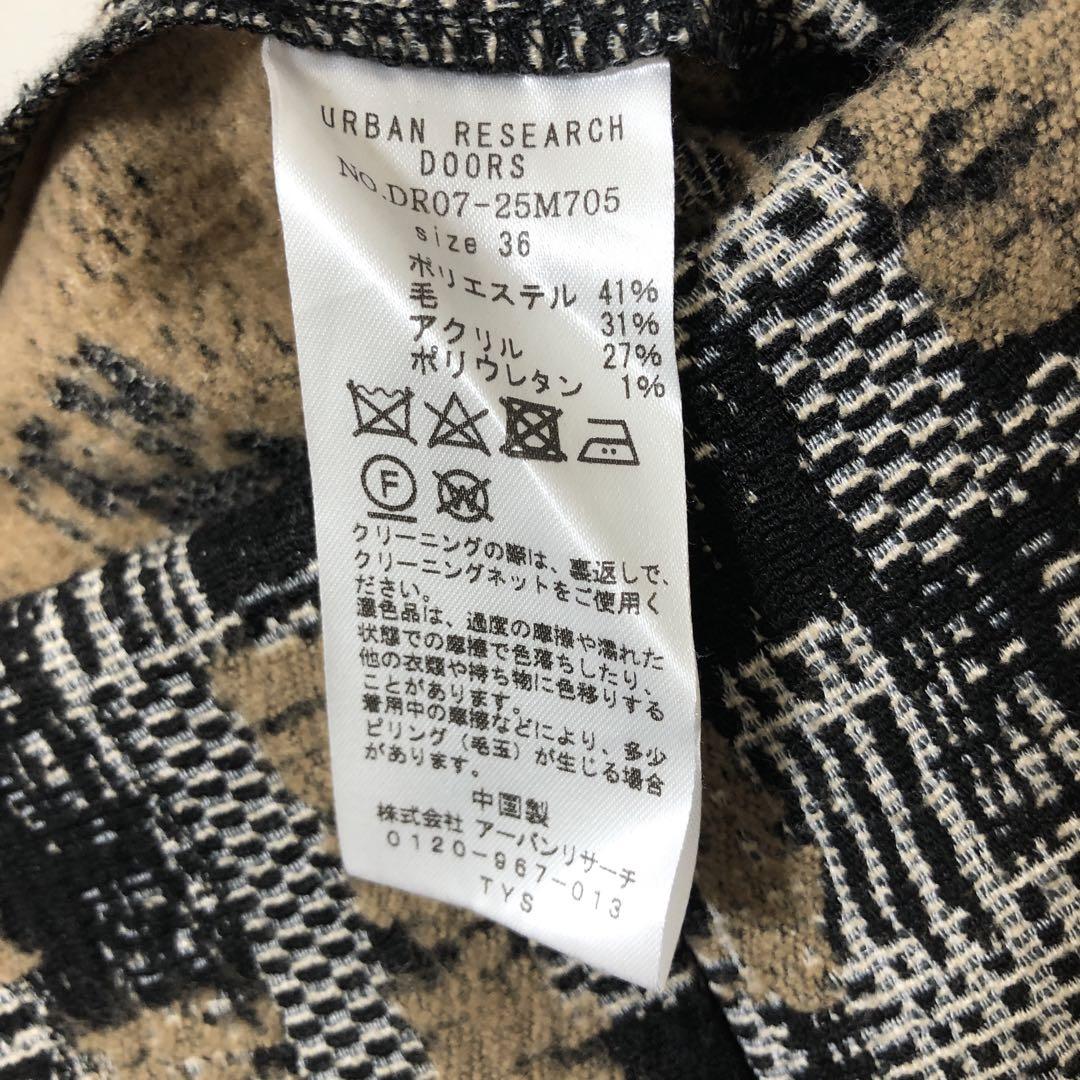 URBAN RESEARCH
DOORS
NO.DR07-25M705
size 36
ポリエステル 41%
毛 31%
アクリル 27%
ポリウレタン 1%
F
W
クリーニングの際は、裏返しで、
クリーニングネットをご使用く
ださい。
濃色品は、過度の摩擦や濡れた
状態での摩擦で色落ちしたり、
他の衣類や持ち物に色移りする
ことがあります。
着用中の摩擦などにより、多少
ピリング（毛玉）が生じる場合
があります。
中国製
株式会社 アーバンリサーチ
0120-967-013
TYS